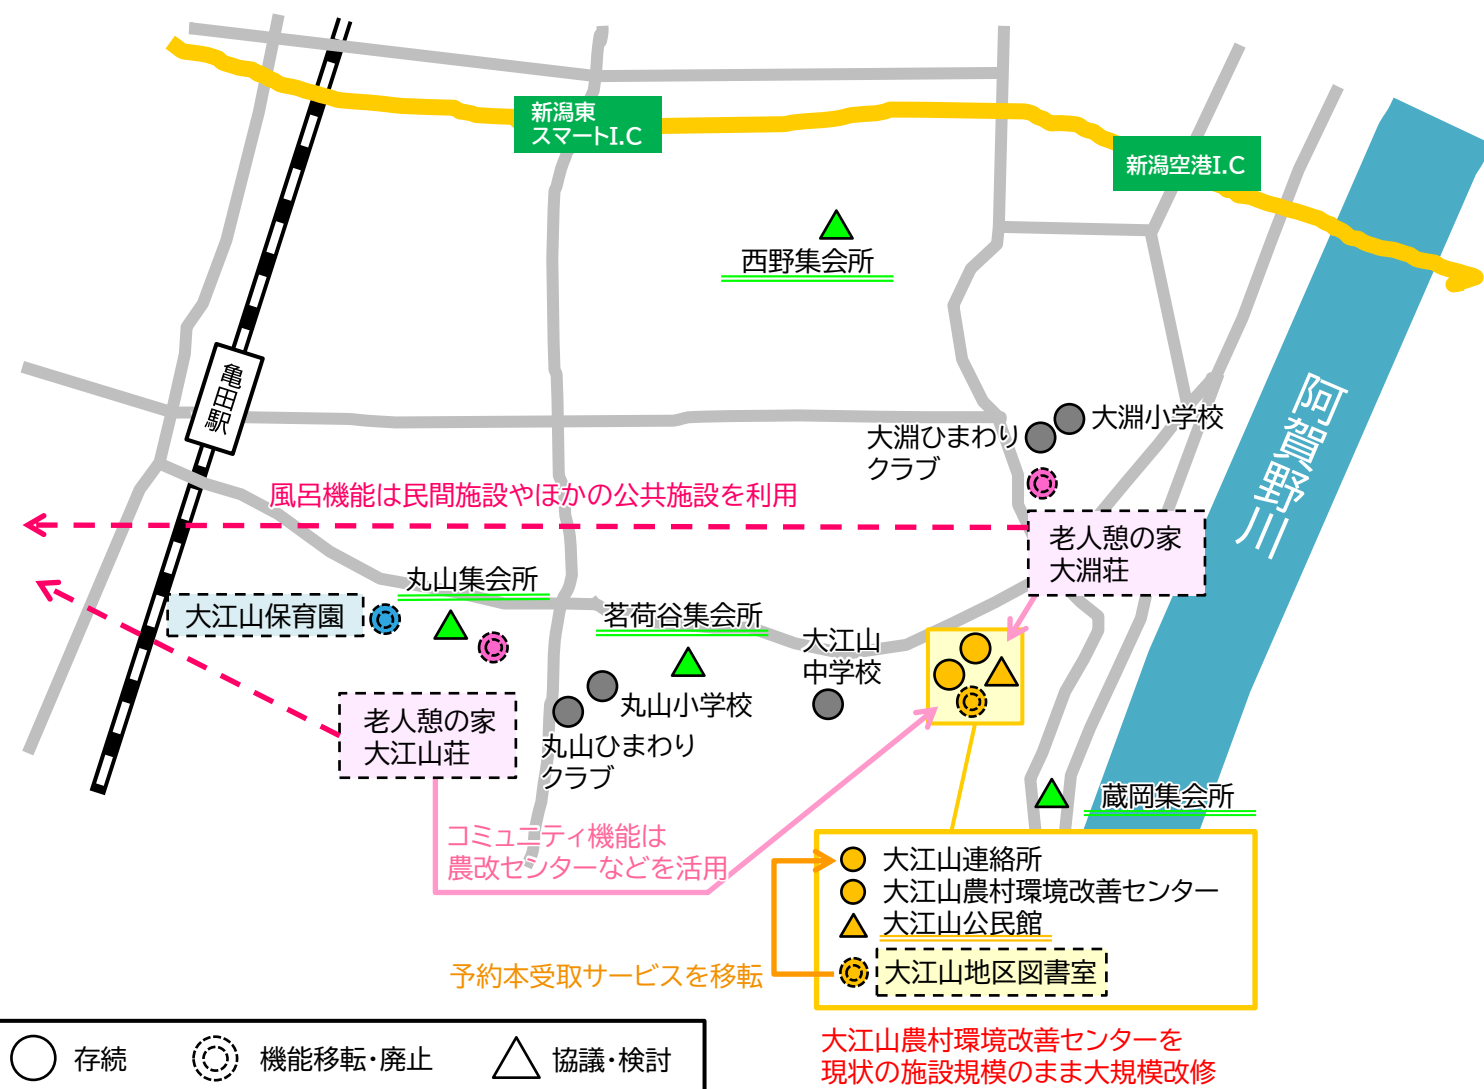 新潟東
スマートI.C
新潟空港I.C
西野集会所
亀田駅
阿賀野川
大淵小学校
大淵ひまわり
クラブ
風呂機能は民間施設やほかの公共施設を利用
老人憩の家
大淵荘
丸山集会所
大江山保育園
茗荷谷集会所
大江山
中学校
丸山小学校
老人憩の家
大江山荘
丸山ひまわり
クラブ
蔵岡集会所
コミュニティ機能は
農改センターなどを活用
大江山連絡所
大江山農村環境改善センター
大江山公民館
大江山地区図書室
予約本受取サービスを移転
大江山農村環境改善センターを
現状の施設規模のまま大規模改修
存続
機能移転・廃止
協議・検討